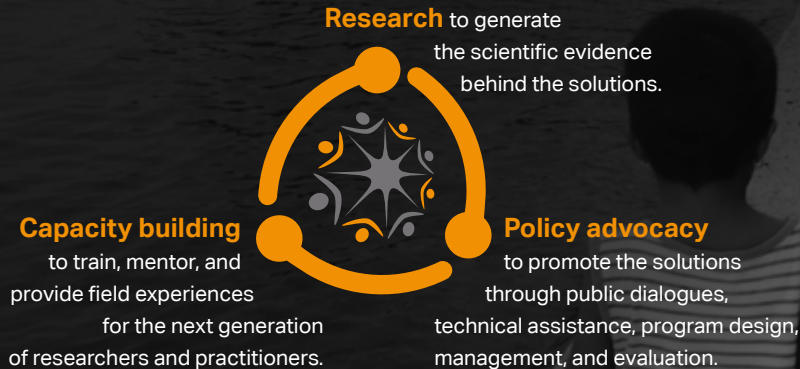 Research to generate
the scientific evidence
behind the solutions.
Capacity building
to train, mentor, and
provide field experiences
for the next generation
of researchers and practitioners.
Policy advocacy
to promote the solutions
through public dialogues,
technical assistance, program design,
management, and evaluation.